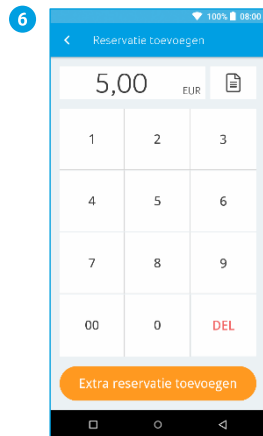 6
100% 08:00
Reservatie toevoegen
5,00 EUR
1 2 3
4 5 6
7 8 9
00 0 DEL
Extra reservatie toevoegen